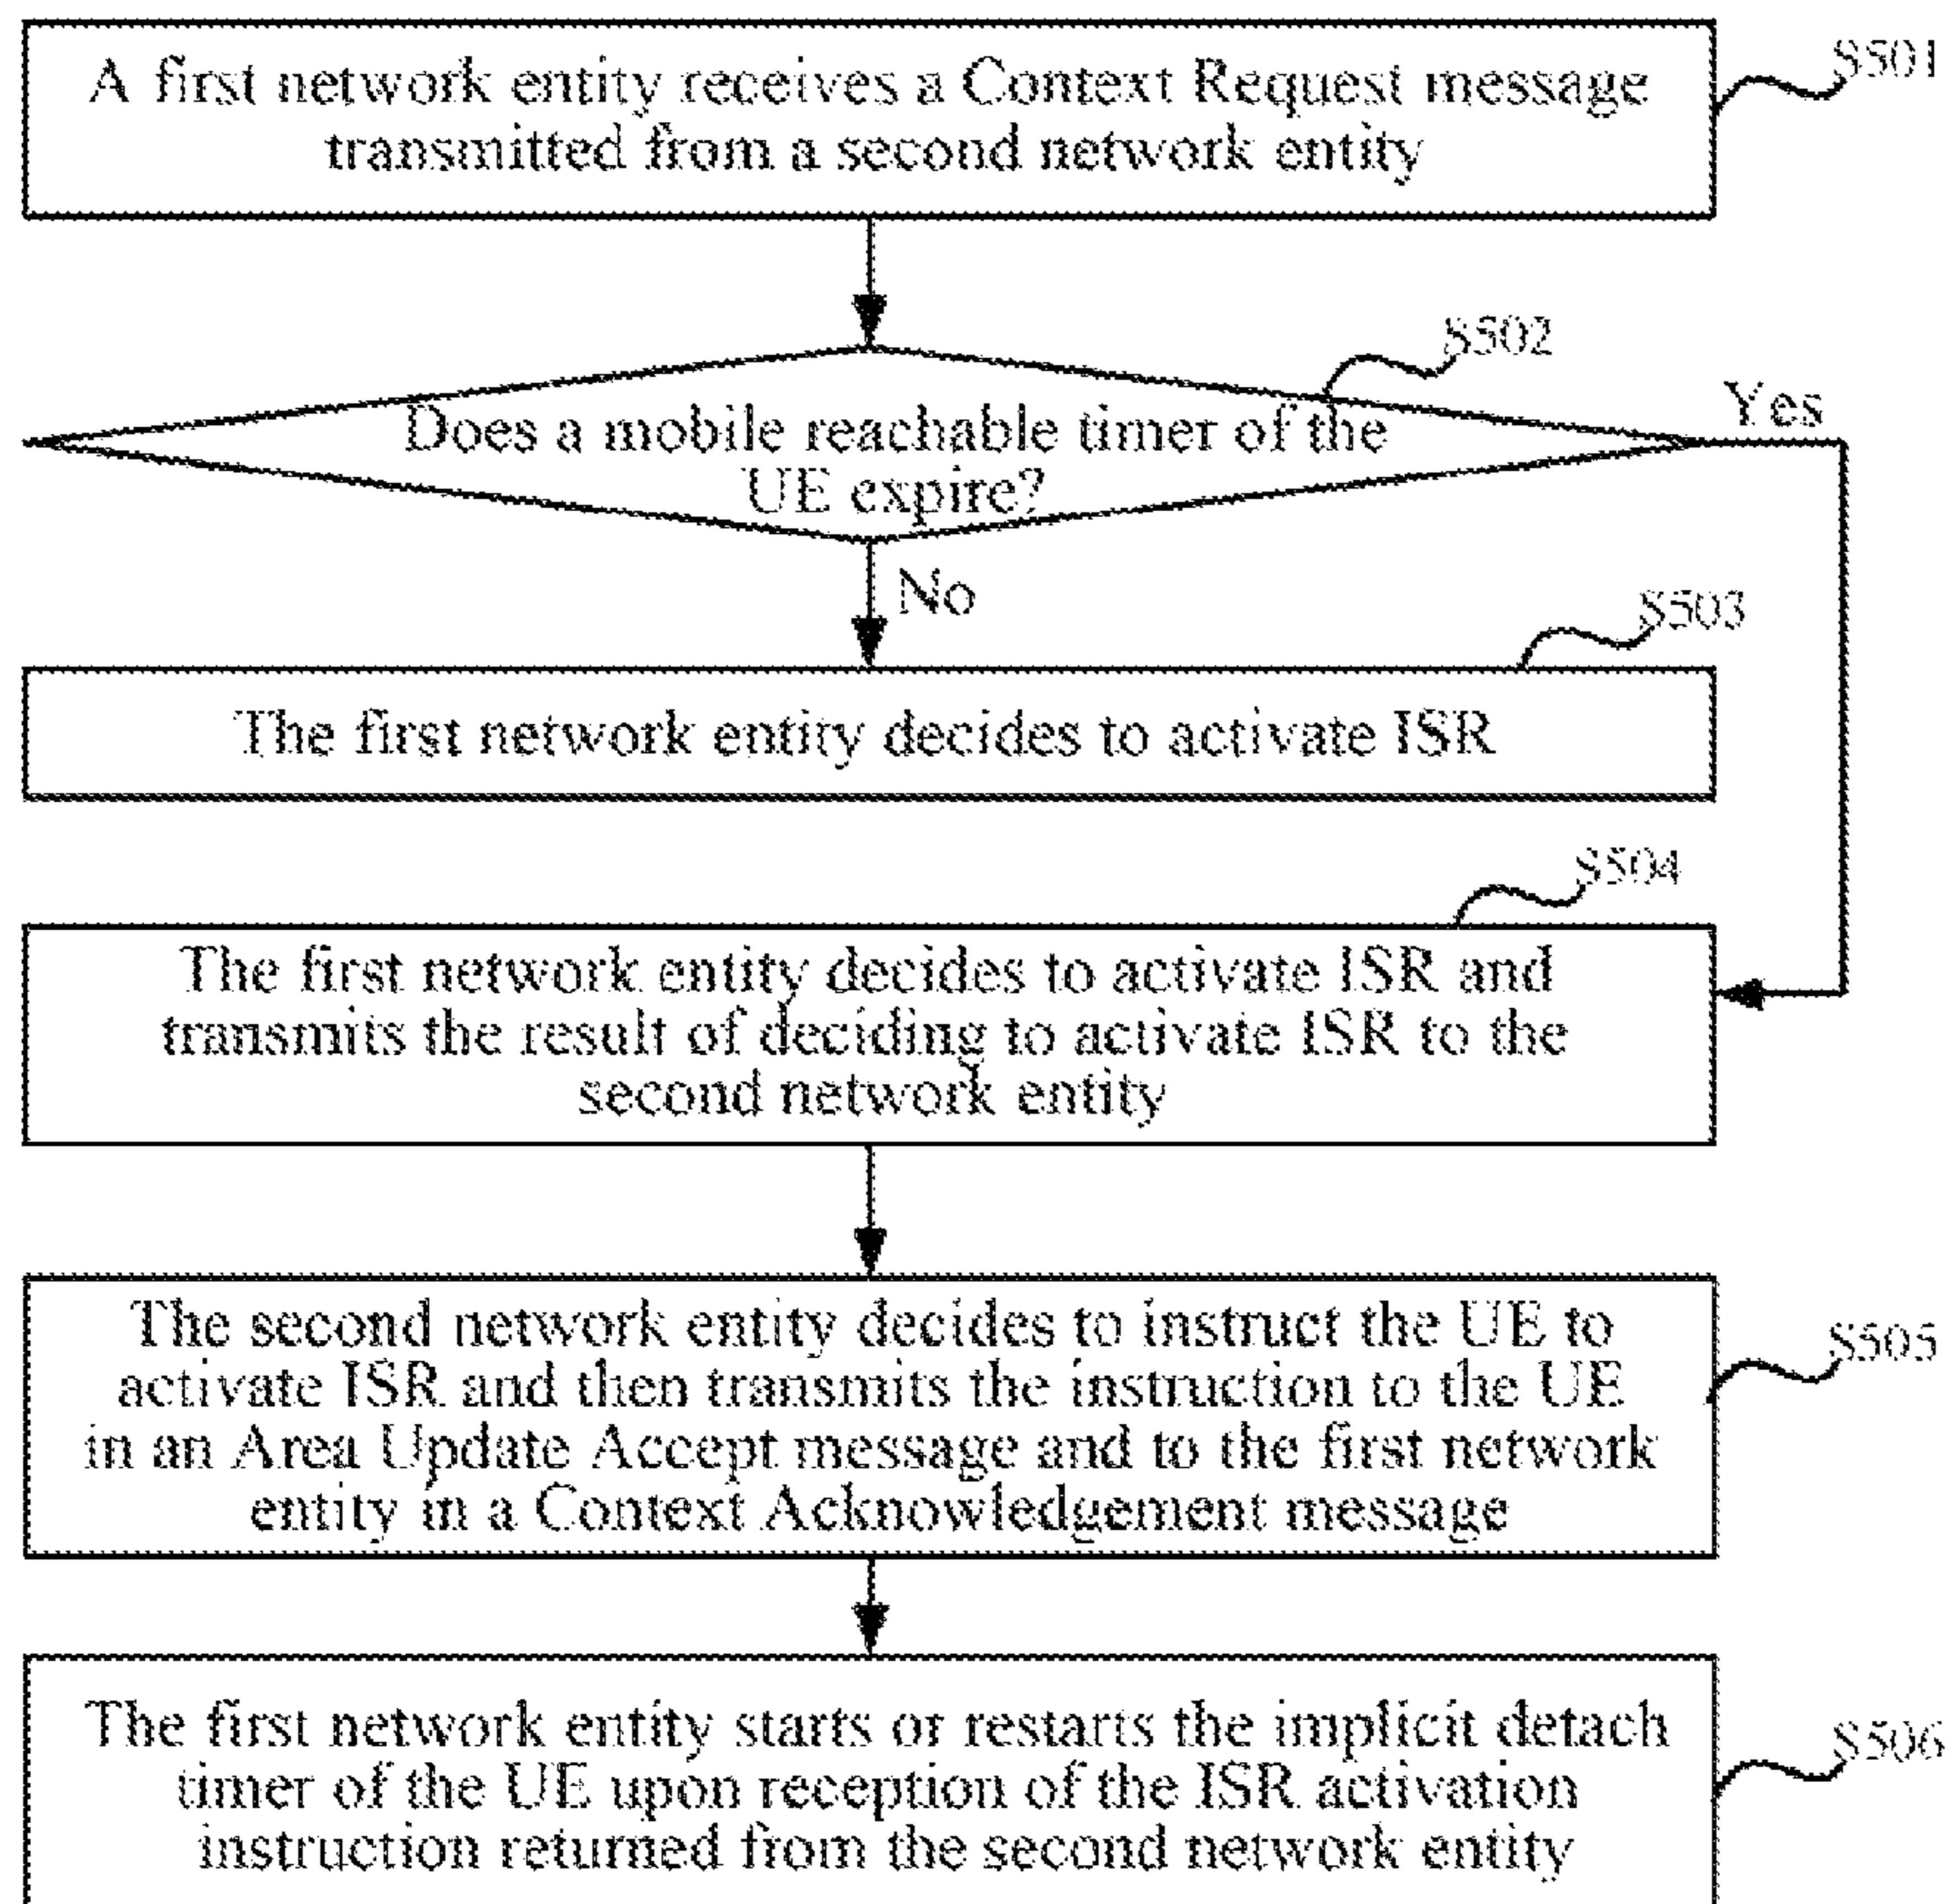 A first network entity receives a Context Request message
transmitted from a second network entity
S501
S502
Does a mobile reachable timer of the
UE expire?
Yes
No
S503
The first network entity decides to activate ISR
S504
The first network entity decides to activate ISR and
transmits the result of deciding to activate ISR to the
second network entity
The second network entity decides to instruct the UE to
activate ISR and then transmits the instruction to the UE
in an Area Update Accept message and to the first network
entity in a Context Acknowledgement message
S505
The first network entity starts or restarts the implicit detach
timer of the UE upon reception of the ISR activation
instruction returned from the second network entity
S506